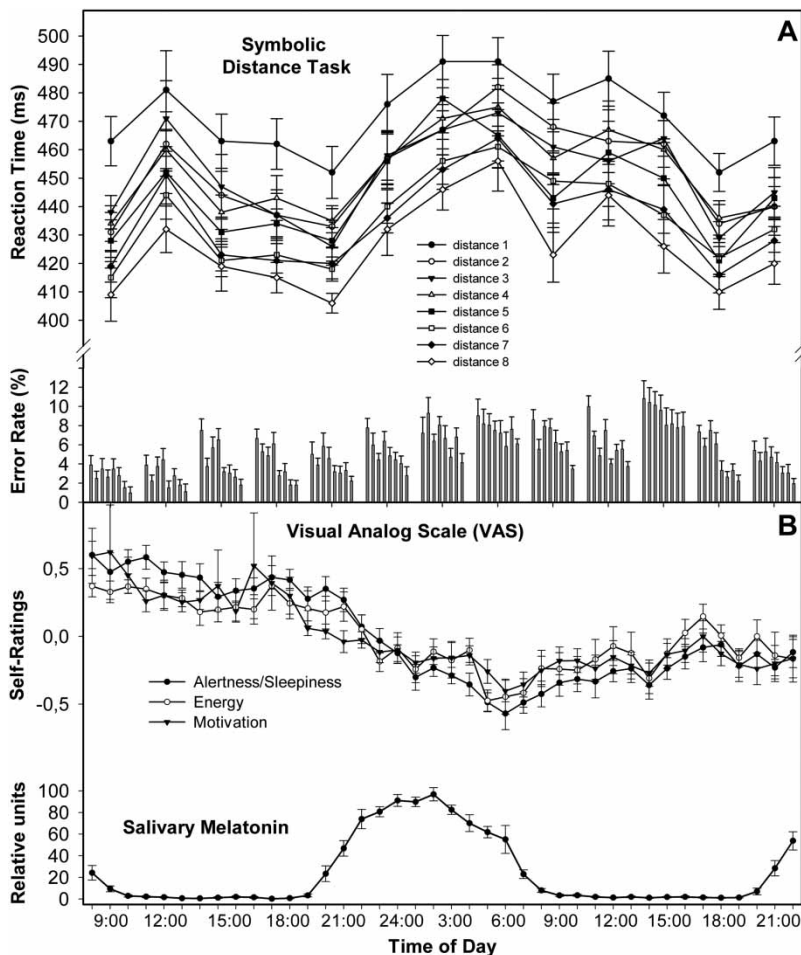 A
Symbolic
Distance Task
Reaction Time (ms)
500
490
480
470
460
450
440
430
420
410
400
distance 1
distance 2
distance 3
distance 4
distance 5
distance 6
distance 7
distance 8
Error Rate (%)
12
10
8
6
4
2
0
B
Visual Analog Scale (VAS)
Self-Ratings
0,5
0,0
-0,5
Alertness/Sleepiness
Energy
Motivation
Relative units
100
80
60
40
20
0
Salivary Melatonin
9:00 12:00 15:00 18:00 21:00 24:00 3:00 6:00 9:00 12:00 15:00 18:00 21:00
Time of Day